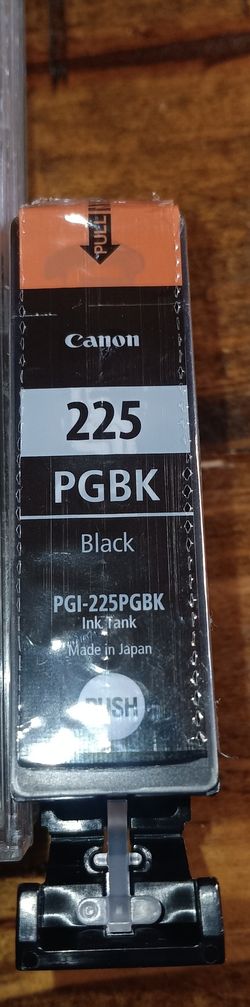 PULL
Canon
225
PGBK
Black
PGI-225PGBK
Ink Tank
Made in Japan
PUSH